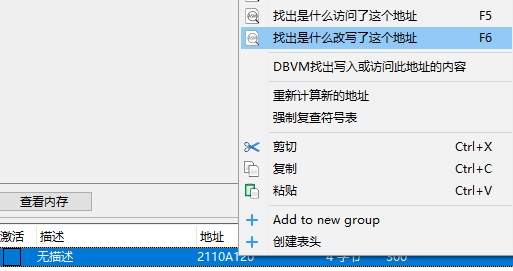 找出是什么访问了这个地址 F5
找出是什么改写了这个地址 F6
DBVM找出写入或访问此地址的内容
重新计算新的地址
强制复查符号表
剪切 Ctrl+X
复制 Ctrl+C
粘贴 Ctrl+V
Add to new group
创建表头
查看内存
激活 描述 地址
无描述 2110A120 4 字节 300